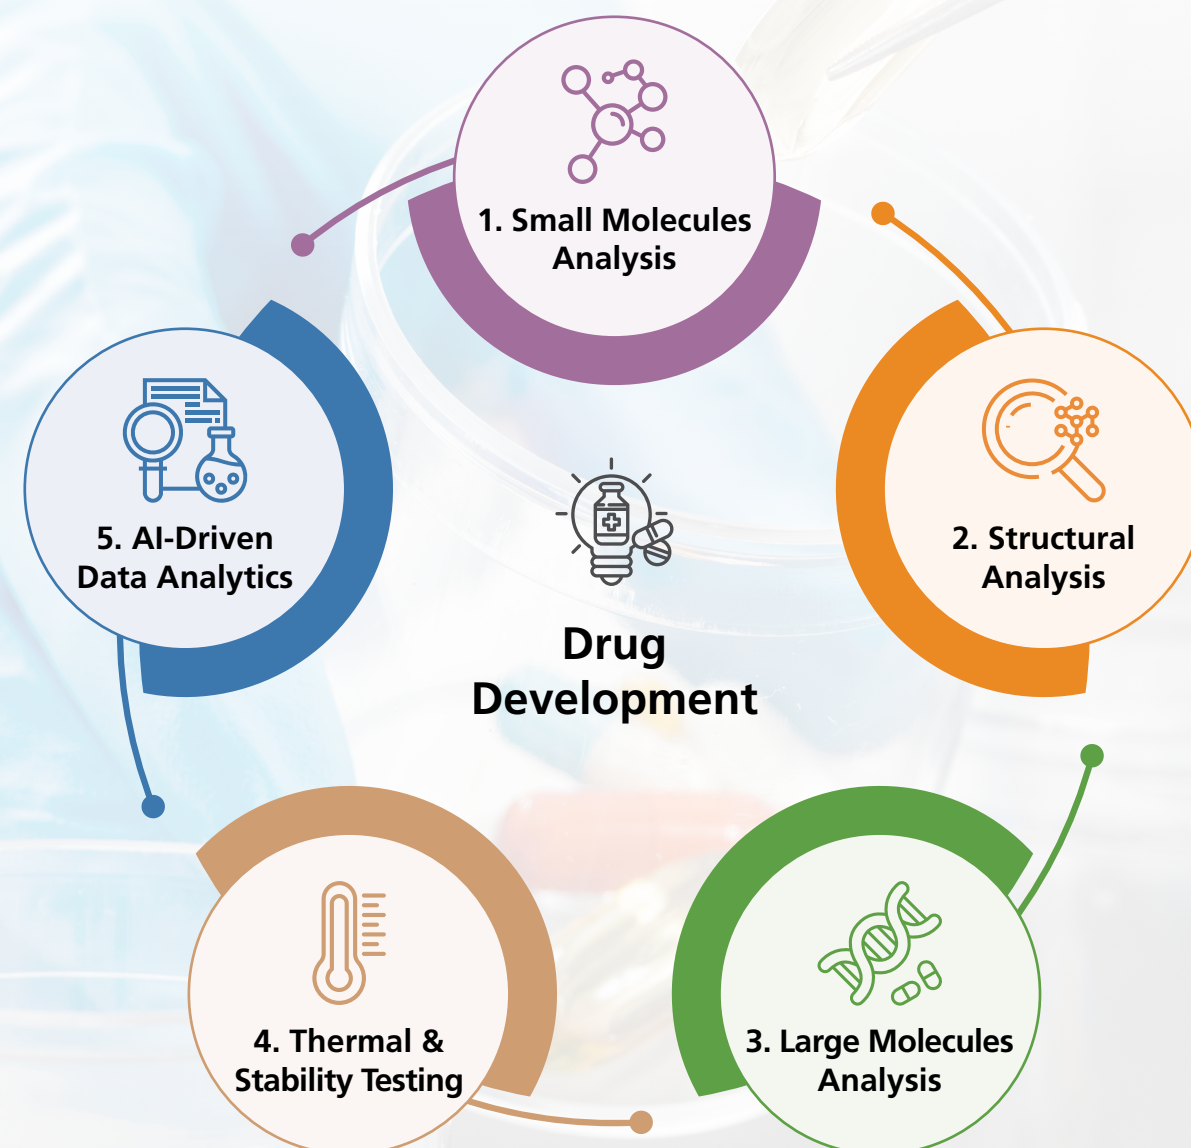 1. Small Molecules
Analysis
2. Structural
Analysis
3. Large Molecules
Analysis
4. Thermal &
Stability Testing
5. AI-Driven
Data Analytics
Drug
Development